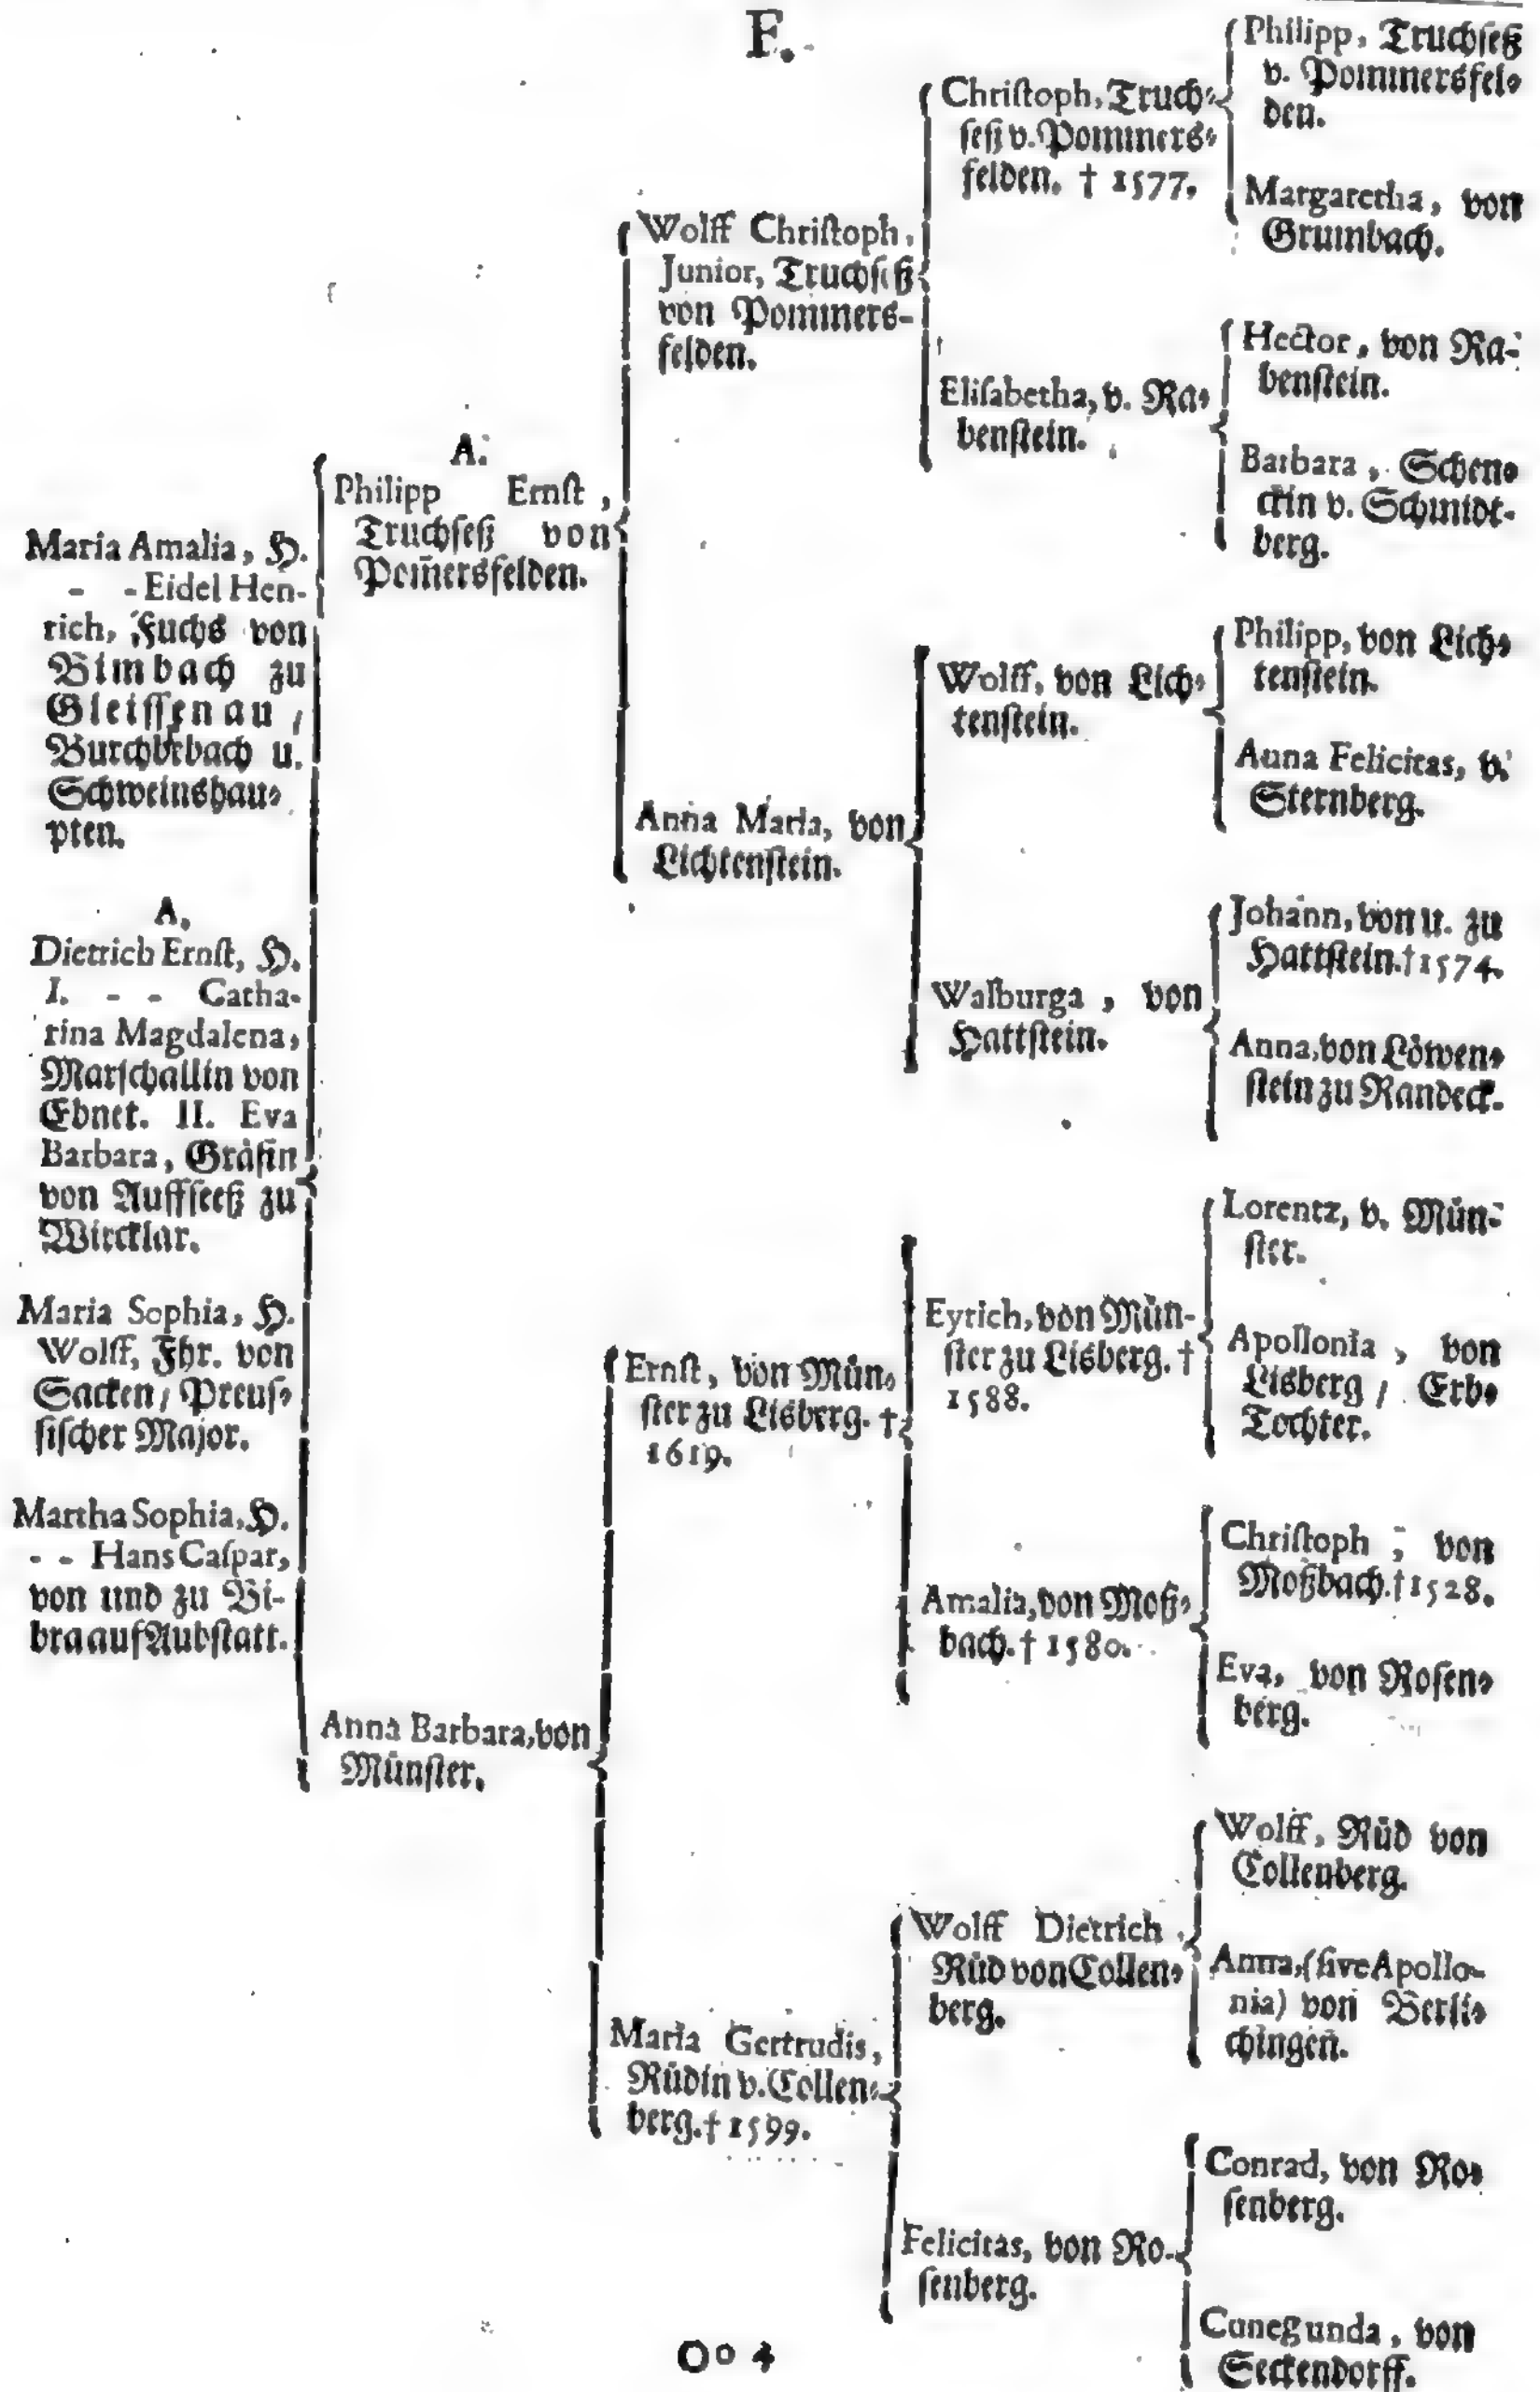 F.
Maria Amalia, H.
- - Eidel Hen-
rich, Fuchs von
Bimbach zu
Gleissenau /
Burchbrbach u.
Schweinshau-
pten.
A.
Dietrich Ernst, H.
I. - - Catha-
rina Magdalena,
Marschallin von
Ebnet. II. Eva
Barbara, Gräfin
von Auffseeß zu
Wircklar.
Maria Sophia, H.
Wolff, Fhr. von
Sacken / Preus-
sischer Major.
Martha Sophia, H.
- - Hans Caspar,
von und zu Bi-
bra auf Aubstatt.
A.
Philipp Ernst,
Truchseß von
Pom̄ersfelden.
Anna Barbara, von
Münster.
Wolff Christoph,
Junior, Truchseß
von Pommers-
felden.
Anna Maria, von
Lichtenstein.
Ernst, von Mün-
ster zu Lisberg. †
1619.
Maria Gertrudis,
Rüdin v. Collen-
berg. † 1599.
Christoph, Truch-
seß v. Pommers-
felden. † 1577.
Elisabetha, v. Ra-
benstein.
Wolff, von Lich-
tenstein.
Walburga, von
Hattstein.
Eyrich, von Mün-
ster zu Lisberg. †
1588.
Amalia, von Moß-
bach. † 1580.
Wolff Dietrich,
Rüd von Collen-
berg.
Felicitas, von Ro-
senberg.
Philipp, Truchseß
v. Pommersfel-
den.
Margaretha, von
Grumbach.
Hector, von Ra-
benstein.
Barbara, Schen-
ckin v. Schmidt-
berg.
Philipp, von Lich-
tenstein.
Anna Felicitas, v.
Sternberg.
Johann, von u. zu
Hattstein. † 1574.
Anna, von Löwen-
stein zu Randeck.
Lorentz, v. Mün-
ster.
Apollonia, von
Lisberg / Erb-
Tochter.
Christoph, von
Moßbach. † 1528.
Eva, von Rosen-
berg.
Wolff, Rüd von
Collenberg.
Anna, (sive Apollo-
nia) von Berli-
chingen.
Conrad, von Ro-
senberg.
Cunegunda, von
Seckendorff.
Oo 4